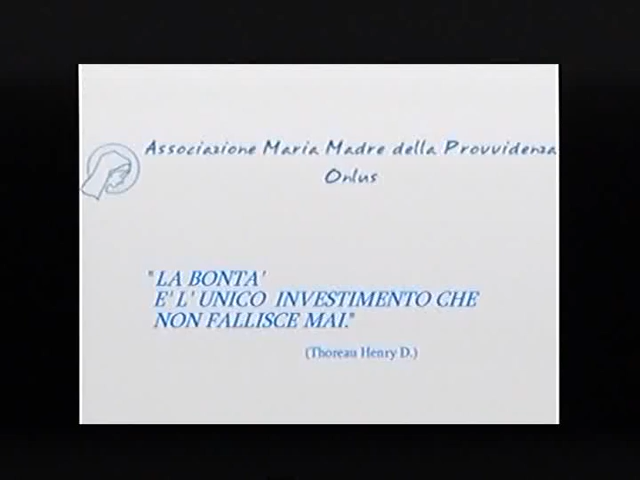 Associazione Maria Madre della Provvidenza
Onlus
"LA BONTA'
E' L' UNICO INVESTIMENTO CHE
NON FALLISCE MAI."
(Thoreau Henry D.)